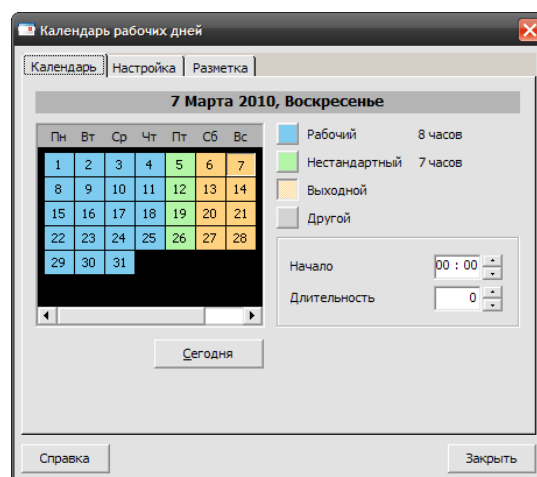 Календарь рабочих дней
Календарь Настройка Разметка
7 Марта 2010, Воскресенье
Пн Вт Ср Чт Пт Сб Вс
1 2 3 4 5 6 7
8 9 10 11 12 13 14
15 16 17 18 19 20 21
22 23 24 25 26 27 28
29 30 31
Рабочий 8 часов
Нестандартный 7 часов
Выходной
Другой
Начало 00 : 00
Длительность 0
Сегодня
Справка Закрыть